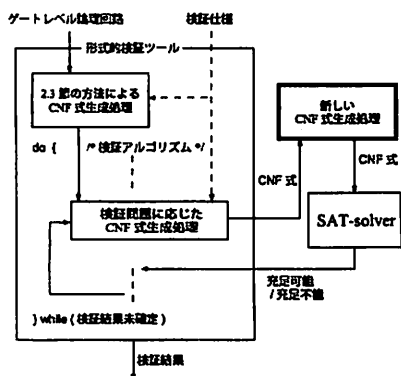 ゲートレベル論理回路
検証仕様
形式的検証ツール
2.3 節の方法による
CNF 式生成処理
新しい
CNF 式生成処理
do {
/* 検証アルゴリズム */
CNF 式
CNF 式
検証問題に応じた
CNF 式生成処理
SAT-solver
充足可能
/ 充足不能
} while ( 検証結果未確定 )
検証結果